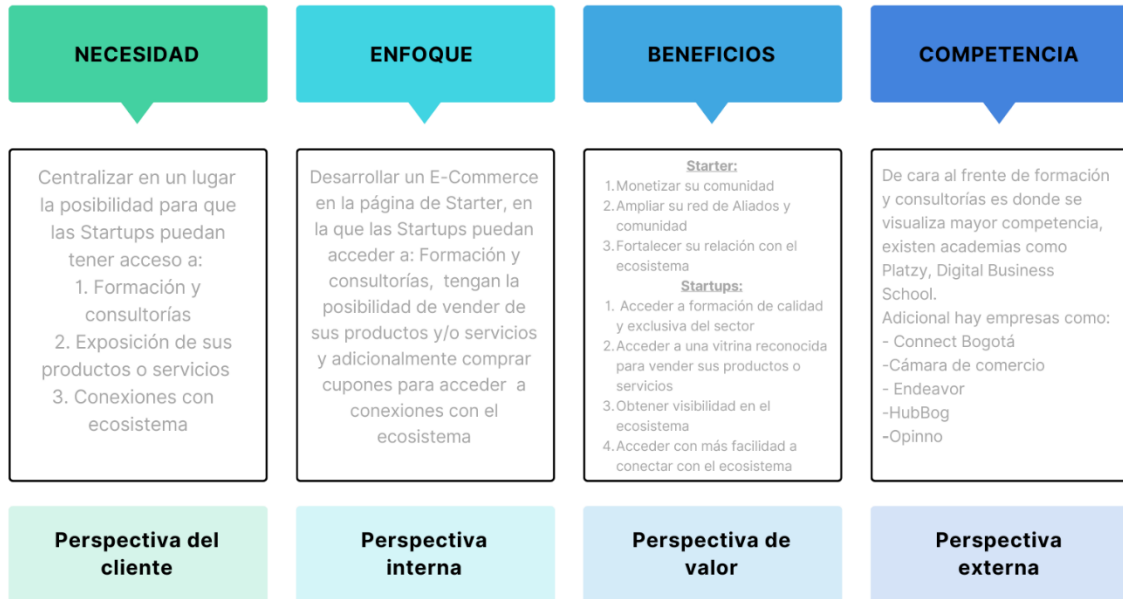 NECESIDAD
ENFOQUE
BENEFICIOS
COMPETENCIA
Centralizar en un lugar
la posibilidad para que
las Startups puedan
tener acceso a:
1. Formación y
consultorías
2. Exposición de sus
productos o servicios
3. Conexiones con
ecosistema
Desarrollar un E-Commerce
en la página de Starter, en
la que las Startups puedan
acceder a: Formación y
consultorías, tengan la
posibilidad de vender de
sus productos y/o servicios
y adicionalmente comprar
cupones para acceder a
conexiones con el
ecosistema
Starter:
1. Monetizar su comunidad
2. Ampliar su red de Aliados y
comunidad
3. Fortalecer su relación con el
ecosistema
Startups:
1. Acceder a formación de calidad
y exclusiva del sector
2. Acceder a una vitrina reconocida
para vender sus productos o
servicios
3. Obtener visibilidad en el
ecosistema
4. Acceder con más facilidad a
conectar con el ecosistema
De cara al frente de formación
y consultorías es donde se
visualiza mayor competencia,
existen academias como
Platzy, Digital Business
School.
Adicional hay empresas como:
- Connect Bogotá
-Cámara de comercio
- Endeavor
-HubBog
-Opinno
Perspectiva del
cliente
Perspectiva
interna
Perspectiva de
valor
Perspectiva
externa